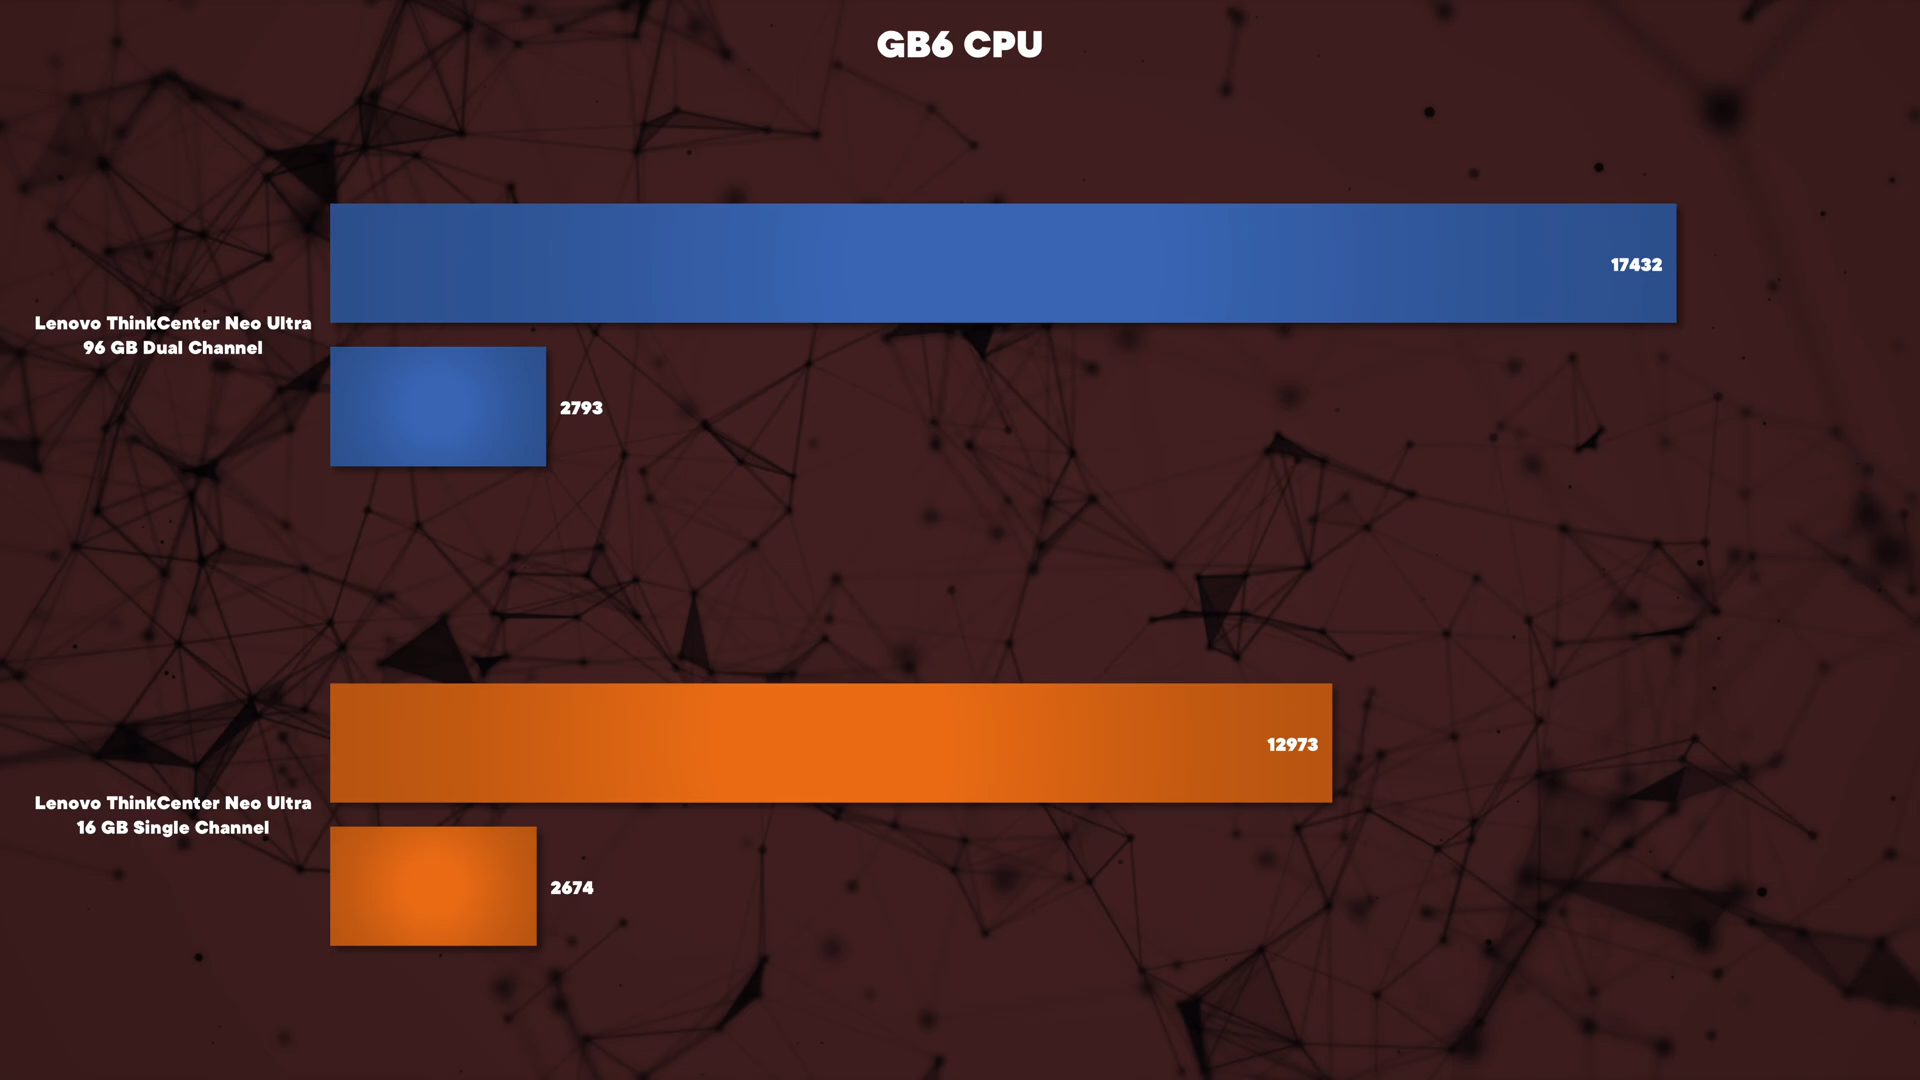 GB6 CPU
17432
Lenovo ThinkCenter Neo Ultra
96 GB Dual Channel
2793
12973
Lenovo ThinkCenter Neo Ultra
16 GB Single Channel
2674